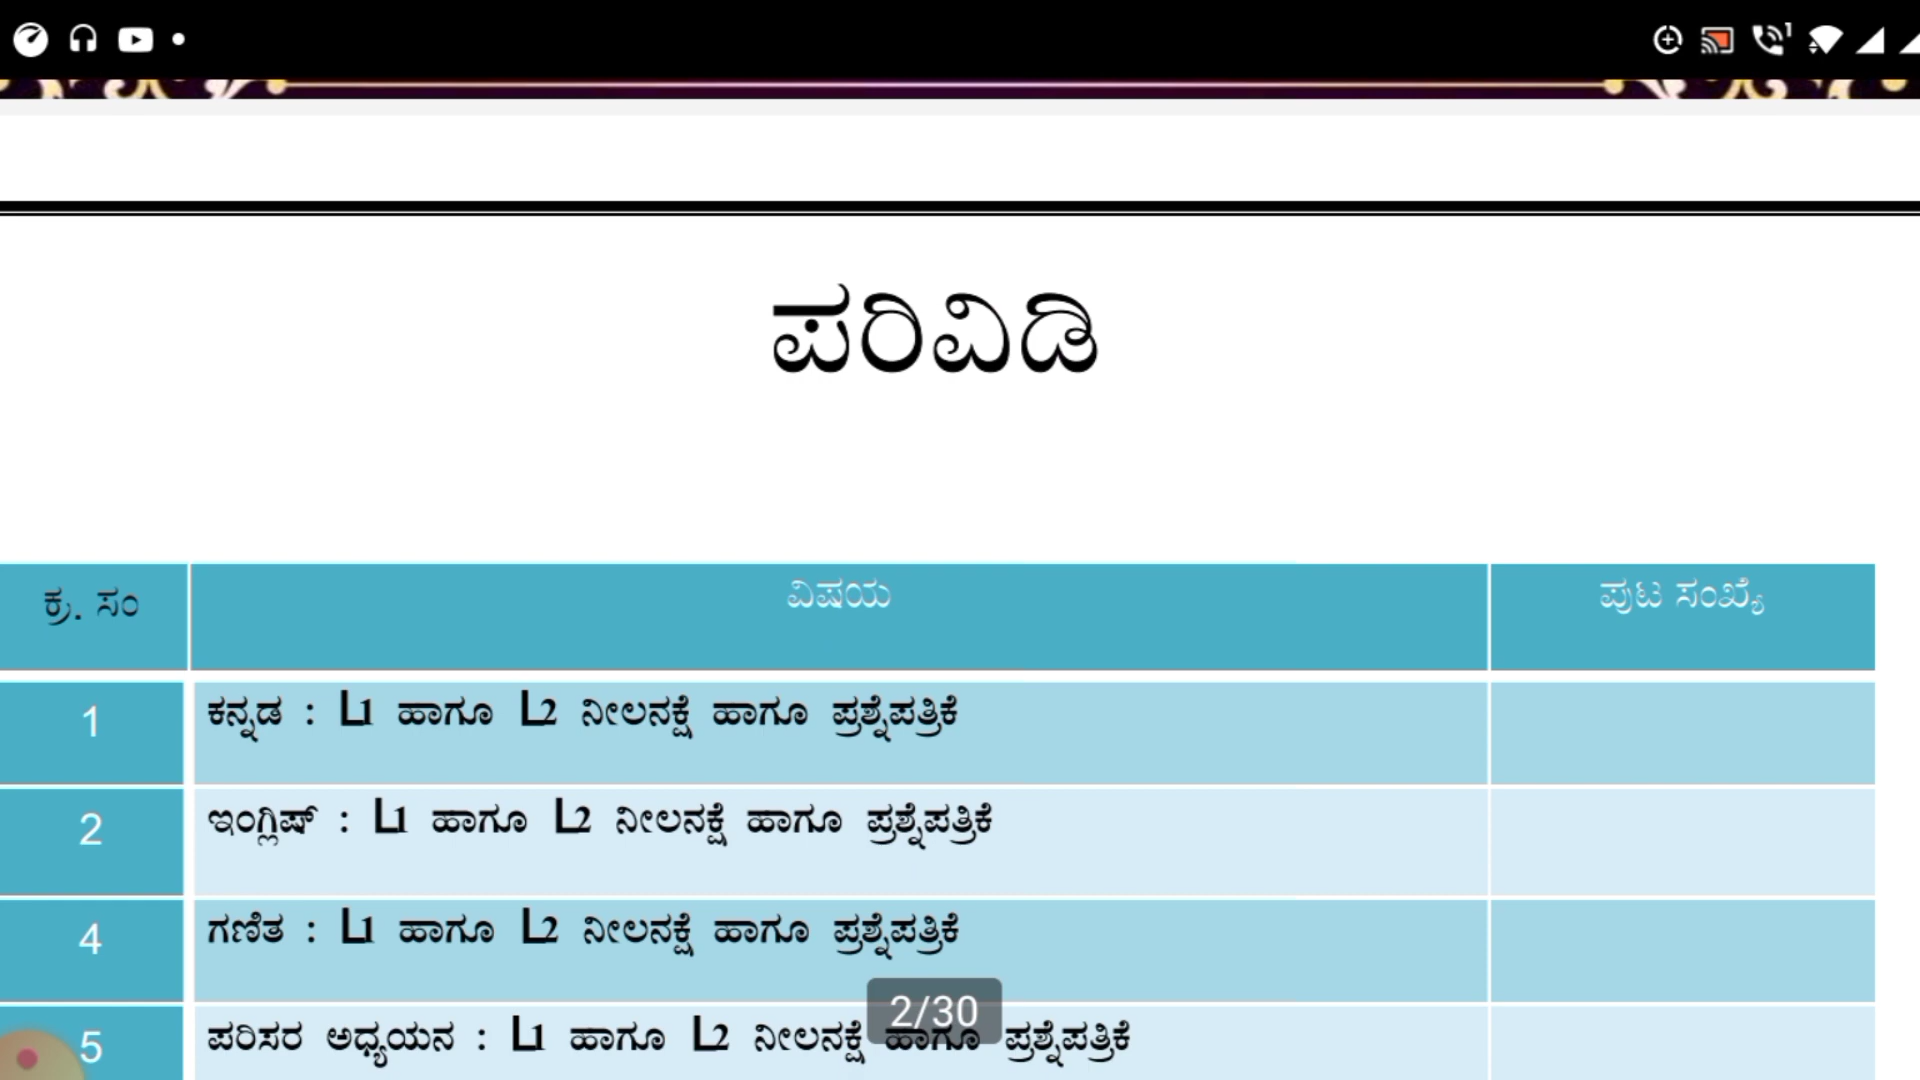 ಪರಿವಿಡಿ
ಕ್ರ. ಸಂ ವಿಷಯ ಪುಟ ಸಂಖ್ಯೆ
1 ಕನ್ನಡ : L1 ಹಾಗೂ L2 ನೀಲನಕ್ಷೆ ಹಾಗೂ ಪ್ರಶ್ನೆಪತ್ರಿಕೆ
2 ಇಂಗ್ಲಿಷ್ : L1 ಹಾಗೂ L2 ನೀಲನಕ್ಷೆ ಹಾಗೂ ಪ್ರಶ್ನೆಪತ್ರಿಕೆ
4 ಗಣಿತ : L1 ಹಾಗೂ L2 ನೀಲನಕ್ಷೆ ಹಾಗೂ ಪ್ರಶ್ನೆಪತ್ರಿಕೆ
2/30
5 ಪರಿಸರ ಅಧ್ಯಯನ : L1 ಹಾಗೂ L2 ನೀಲನಕ್ಷೆ ಹಾಗೂ ಪ್ರಶ್ನೆಪತ್ರಿಕೆ